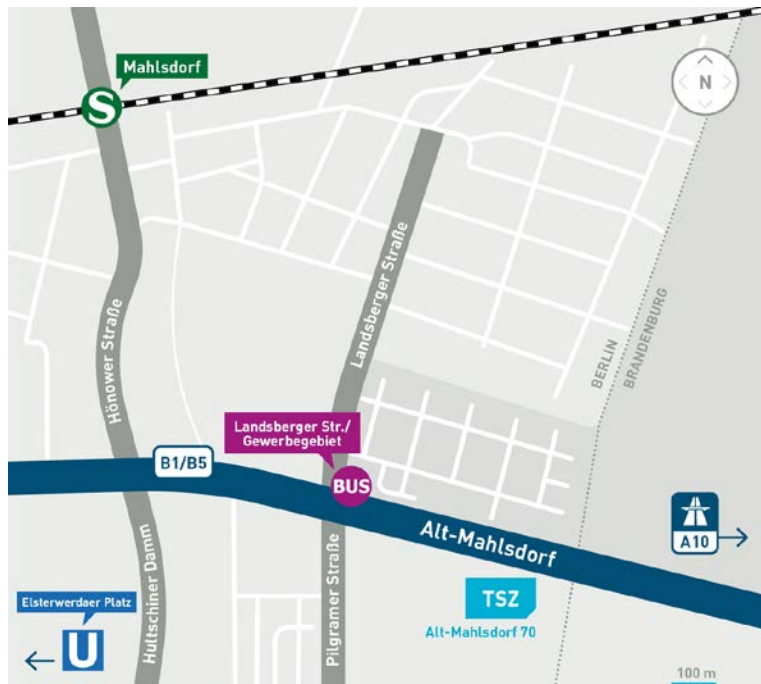 Mahlsdorf
S
N
Landsberger Straße
Hönower Straße
BERLIN
BRANDENBURG
Landsberger Str./
Gewerbegebiet
B1/B5
BUS
Alt-Mahlsdorf
A10
Hultschiner Damm
Pilgramer Straße
TSZ
Alt-Mahlsdorf 70
Elsterwerdaer Platz
U
100 m